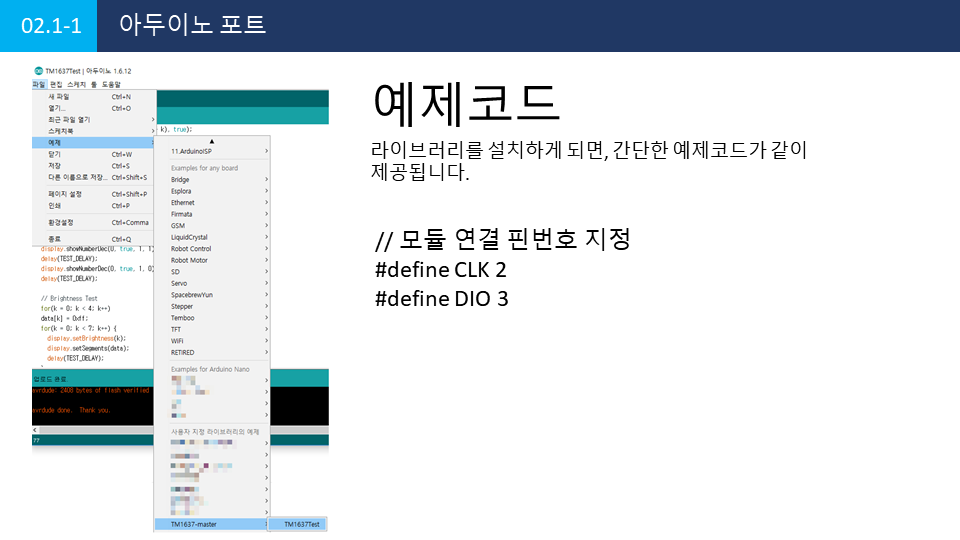 02.1-1
아두이노 포트
TM1637Test | 아두이노 1.6.12
파일 편집 스케치 툴 도움말
새 파일 Ctrl+N
열기... Ctrl+O
최근 파일 열기
스케치북
예제
닫기 Ctrl+W
저장 Ctrl+S
다른 이름으로 저장... Ctrl+Shift+S
페이지 설정 Ctrl+Shift+P
인쇄 Ctrl+P
환경설정 Ctrl+Comma
종료 Ctrl+Q
k), true);
display.showNumberDec(0, true, 1, 1)
delay(TEST_DELAY);
display.showNumberDec(0, true, 1, 0)
delay(TEST_DELAY);
// Brightness Test
for(k = 0; k < 4; k++)
data[k] = 0xff;
for(k = 0; k < 7; k++) {
display.setBrightness(k);
display.setSegments(data);
delay(TEST_DELAY);
업로드 완료.
avrdude: 2408 bytes of flash verified
avrdude done. Thank you.
77
11.ArduinoISP
Examples for any board
Bridge
Esplora
Ethernet
Firmata
GSM
LiquidCrystal
Robot Control
Robot Motor
SD
Servo
SpacebrewYun
Stepper
Temboo
TFT
WiFi
RETIRED
Examples for Arduino Nano
사용자 지정 라이브러리의 예제
TM1637-master
TM1637Test
예제코드
라이브러리를 설치하게 되면, 간단한 예제코드가 같이
제공됩니다.
// 모듈 연결 핀번호 지정
#define CLK 2
#define DIO 3